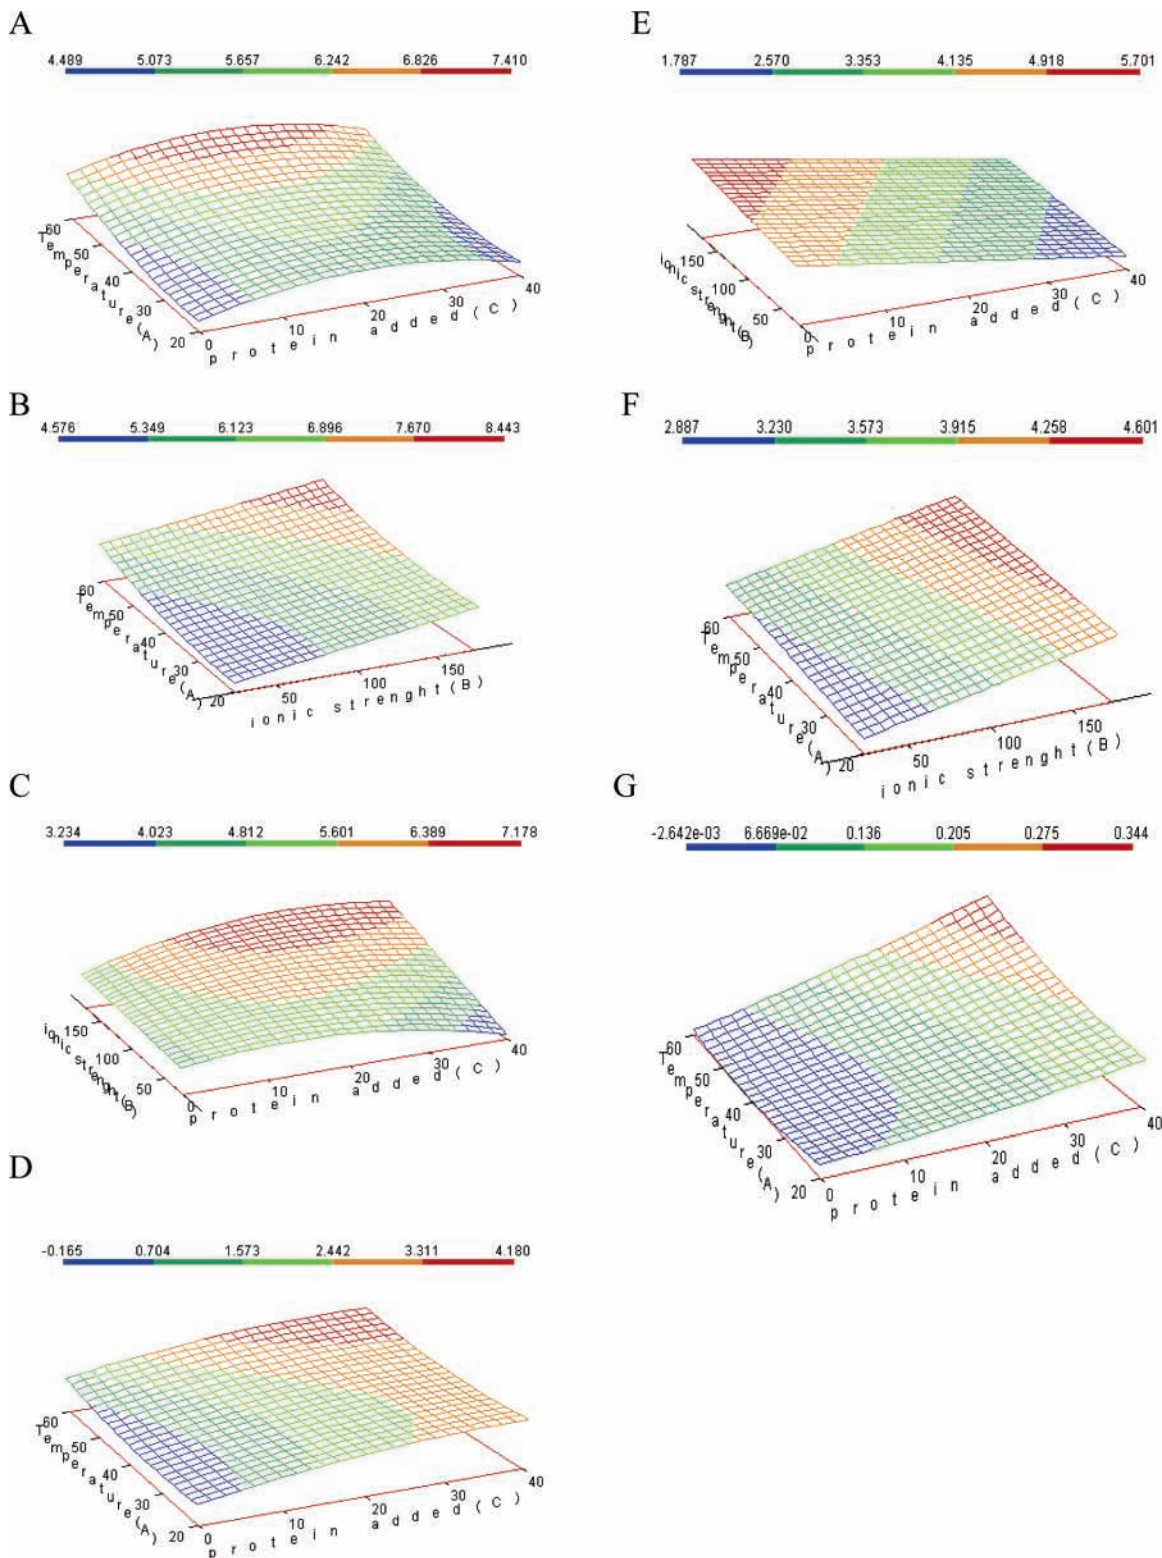 A
4.489 5.073 5.657 6.242 6.826 7.410
60
50
40
30
20
Temperature(A)
0 10 20 30 40
protein added(C)
B
4.576 5.349 6.123 6.896 7.670 8.443
60
50
40
30
20
Temperature(A)
50 100 150
ionic strenght(B)
C
3.234 4.023 4.812 5.601 6.389 7.178
150
100
50
ionic strenght(B)
0 10 20 30 40
protein added(C)
D
-0.165 0.704 1.573 2.442 3.311 4.180
60
50
40
30
20
Temperature(A)
0 10 20 30 40
protein added(C)
E
1.787 2.570 3.353 4.135 4.918 5.701
150
100
50
ionic strenght(B)
0 10 20 30 40
protein added(C)
F
2.887 3.230 3.573 3.915 4.258 4.601
60
50
40
30
20
Temperature(A)
50 100 150
ionic strenght(B)
G
-2.642e-03 6.669e-02 0.136 0.205 0.275 0.344
60
50
40
30
20
Temperature(A)
0 10 20 30 40
protein added(C)